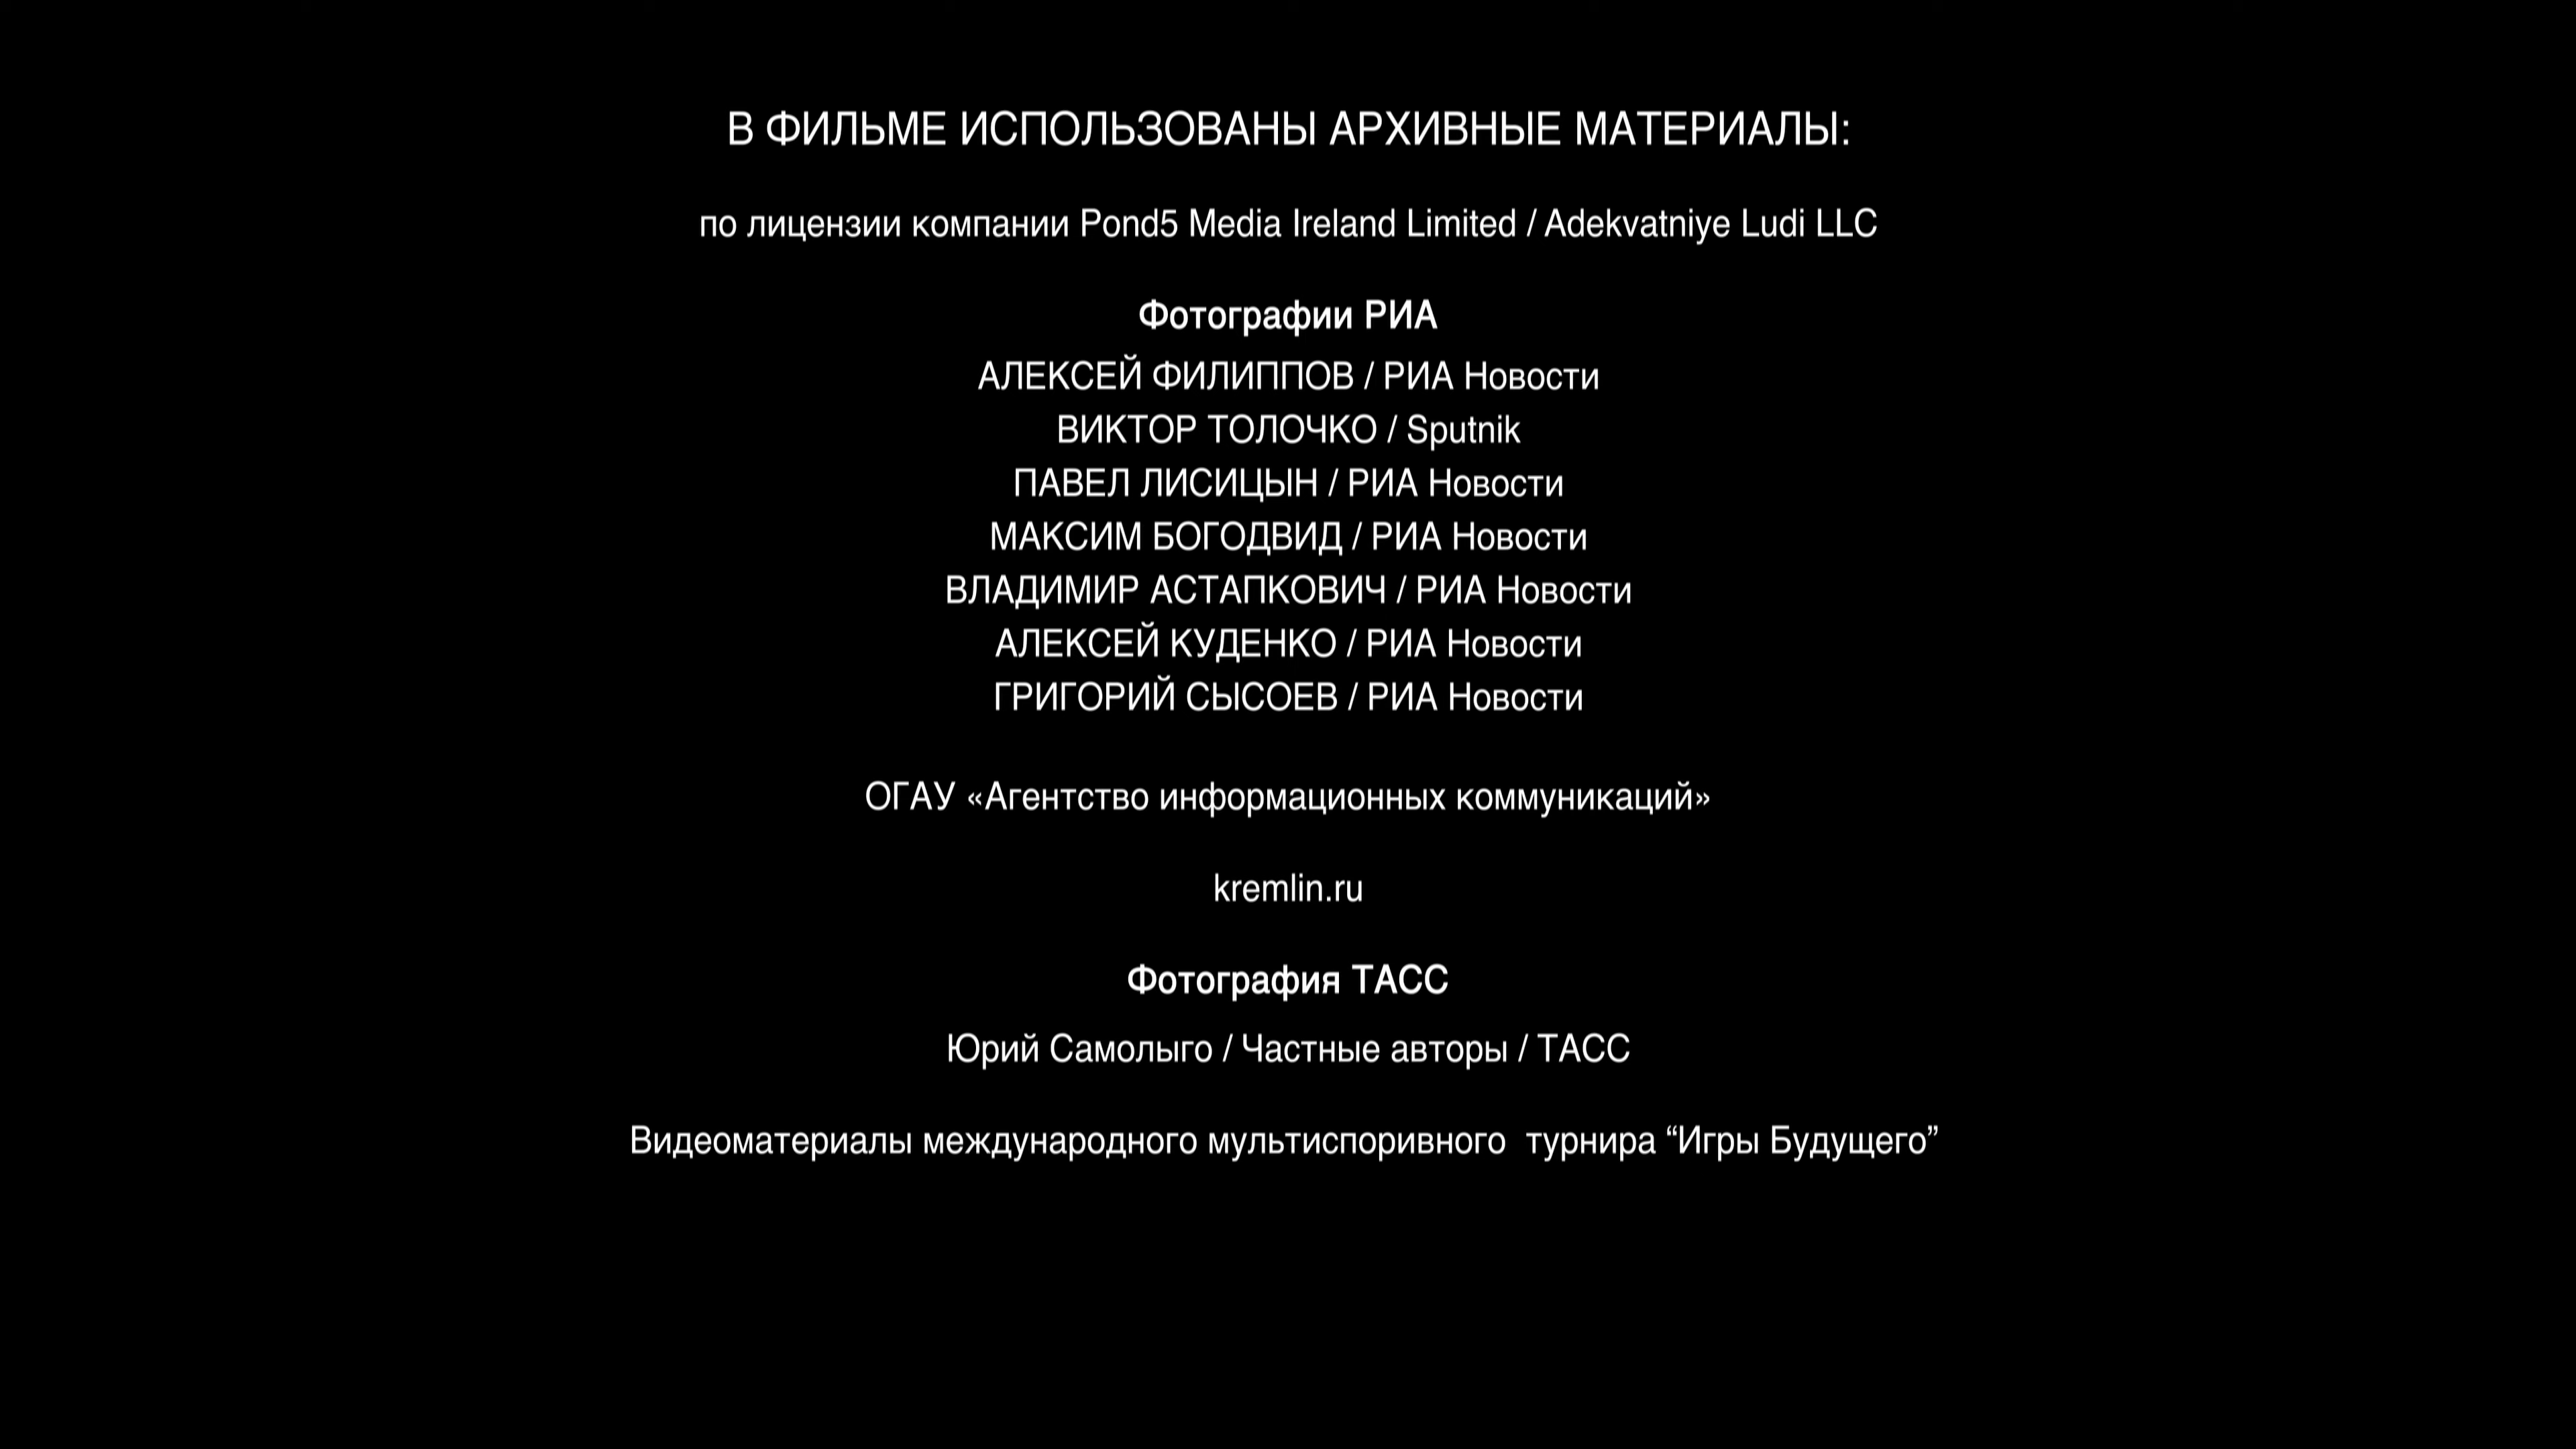 В ФИЛЬМЕ ИСПОЛЬЗОВАНЫ АРХИВНЫЕ МАТЕРИАЛЫ:
по лицензии компании Pond5 Media Ireland Limited / Adekvatniye Ludi LLC
Фотографии РИА
АЛЕКСЕЙ ФИЛИППОВ / РИА Новости
ВИКТОР ТОЛОЧКО / Sputnik
ПАВЕЛ ЛИСИЦЫН / РИА Новости
МАКСИМ БОГОДВИД / РИА Новости
ВЛАДИМИР АСТАПКОВИЧ / РИА Новости
АЛЕКСЕЙ КУДЕНКО / РИА Новости
ГРИГОРИЙ СЫСОЕВ / РИА Новости
ОГАУ «Агентство информационных коммуникаций»
kremlin.ru
Фотография ТАСС
Юрий Самолыго / Частные авторы / ТАСС
Видеоматериалы международного мультиспоривного  турнира “Игры Будущего”